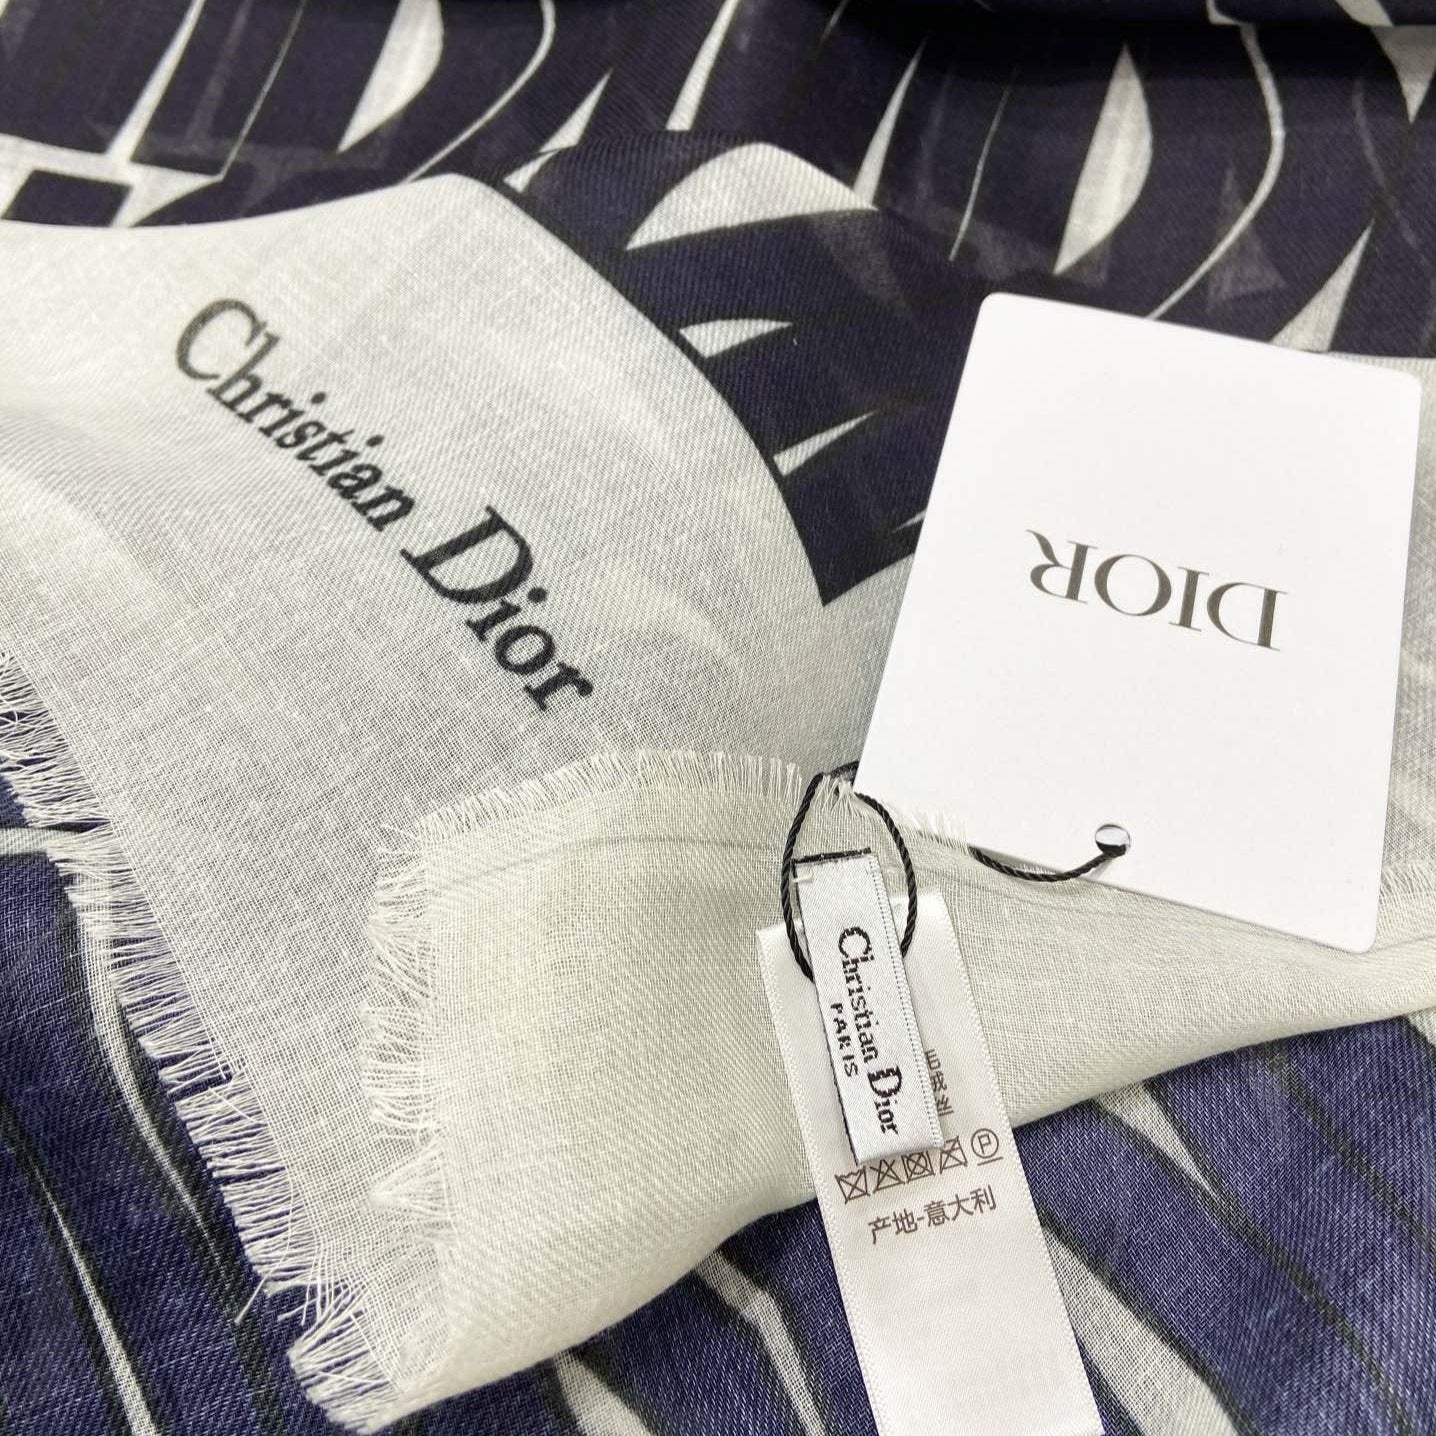 Christian Dior
DIOR
Christian Dior
PARIS
产地-意大利